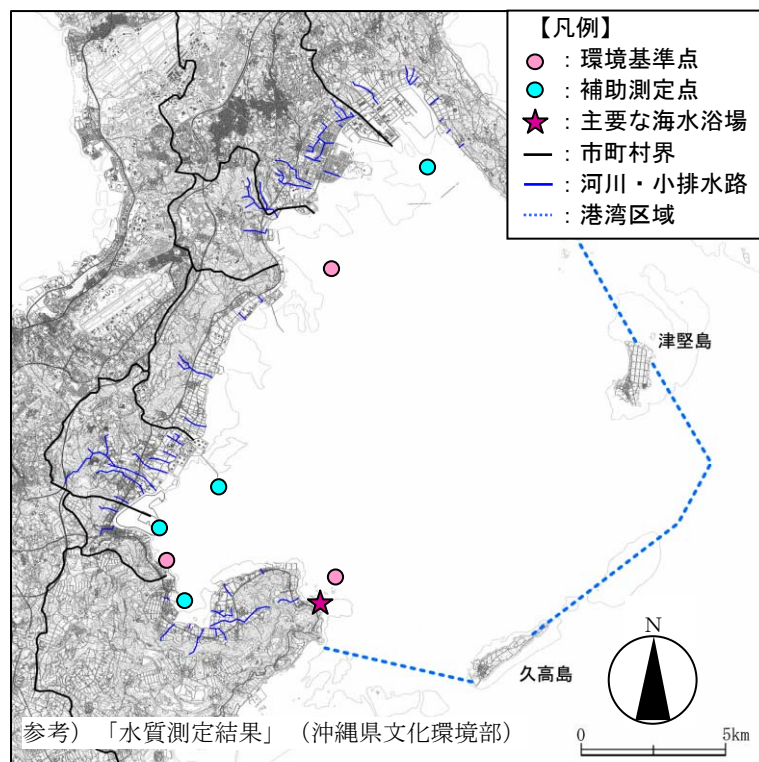 【凡例】
：環境基準点
：補助測定点
：主要な海水浴場
：市町村界
：河川・小排水路
：港湾区域
津堅島
久高島
N
参考）「水質測定結果」（沖縄県文化環境部）
0 5km